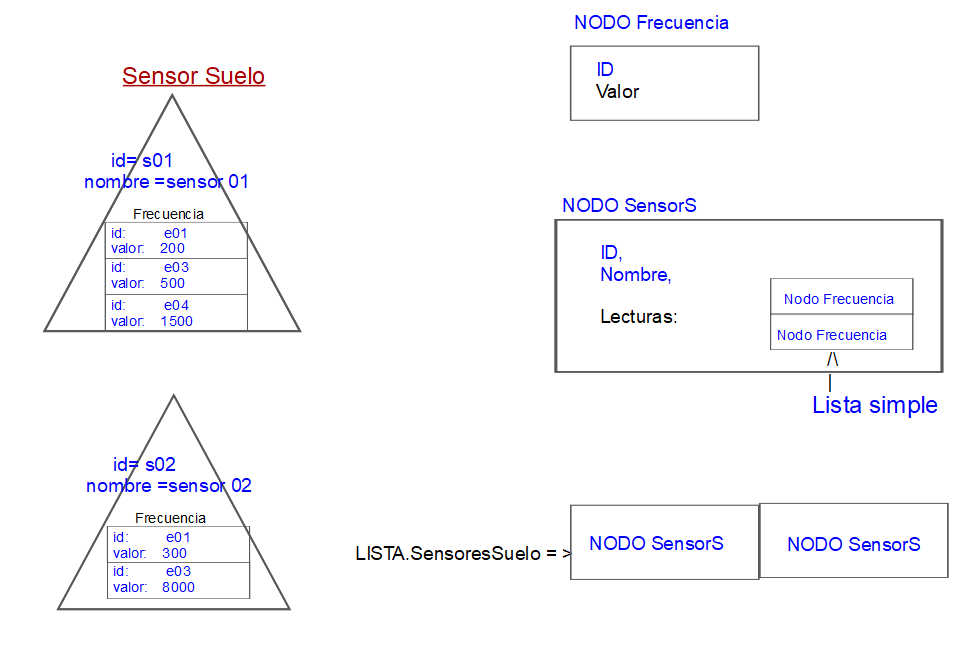 Sensor Suelo
id= s01
nombre =sensor 01
Frecuencia
id: e01
valor: 200
id: e03
valor: 500
id: e04
valor: 1500
id= s02
nombre =sensor 02
Frecuencia
id: e01
valor: 300
id: e03
valor: 8000
NODO Frecuencia
ID
Valor
NODO SensorS
ID,
Nombre,
Lecturas:
Nodo Frecuencia
Nodo Frecuencia
/\
|
Lista simple
LISTA.SensoresSuelo = >
NODO SensorS
NODO SensorS